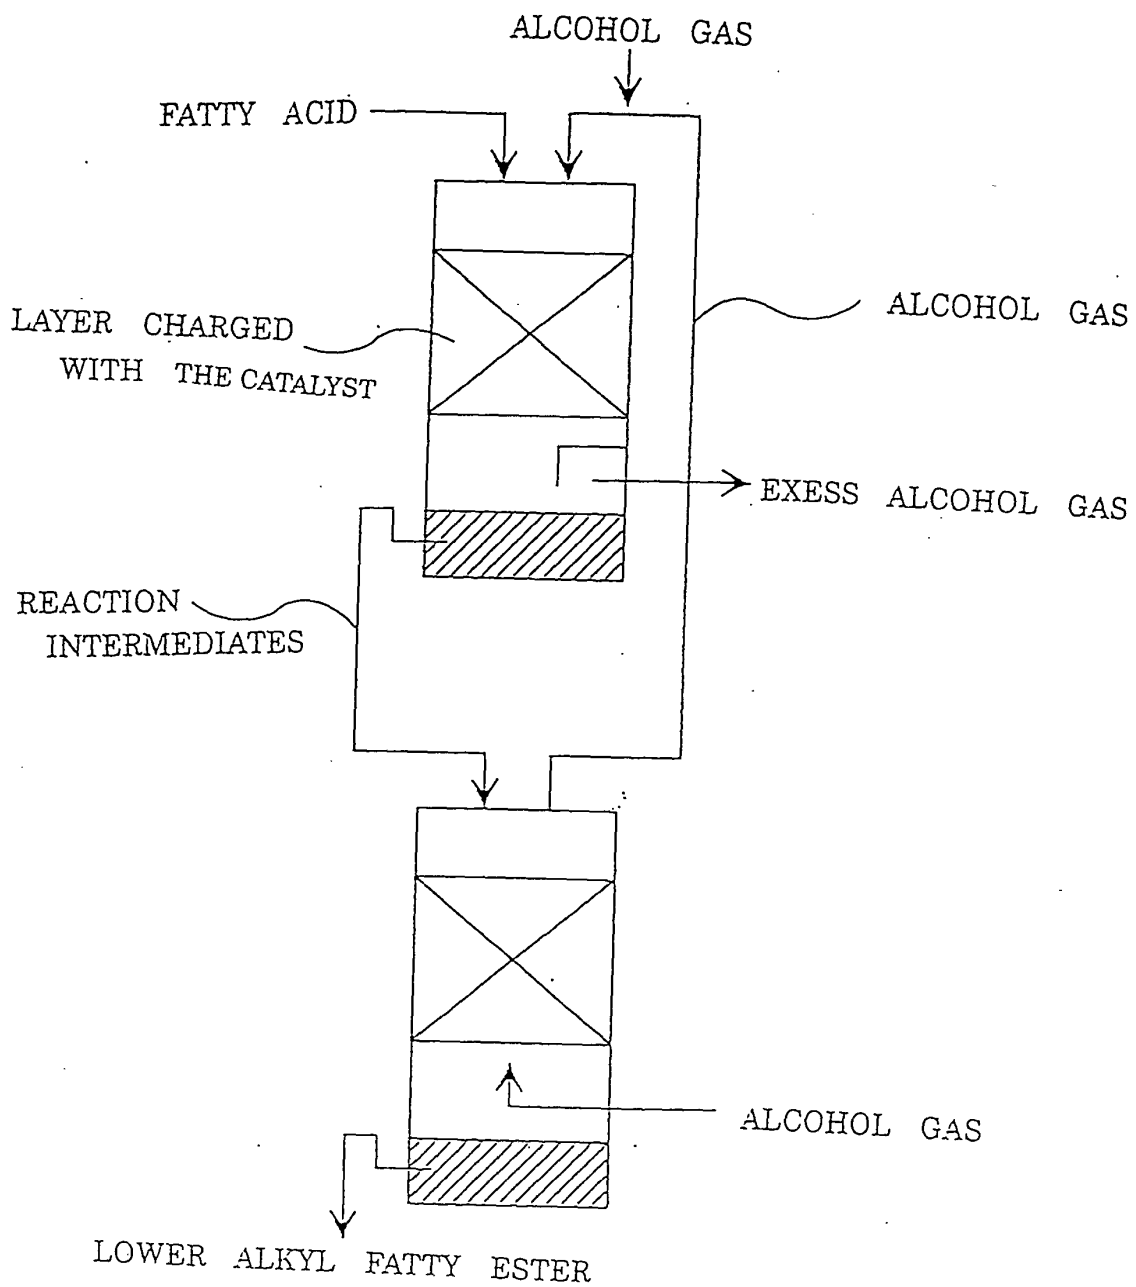 ALCOHOL GAS
FATTY ACID
LAYER CHARGED
WITH THE CATALYST
ALCOHOL GAS
EXESS ALCOHOL GAS
REACTION
INTERMEDIATES
ALCOHOL GAS
LOWER ALKYL FATTY ESTER